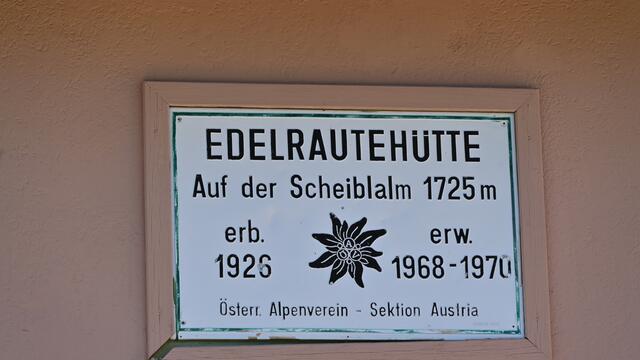 EDELRAUTEHÜTTE
Auf der Scheiblalm 1725 m
erb. erw.
1926 1968-1970
Österr. Alpenverein - Sektion Austria